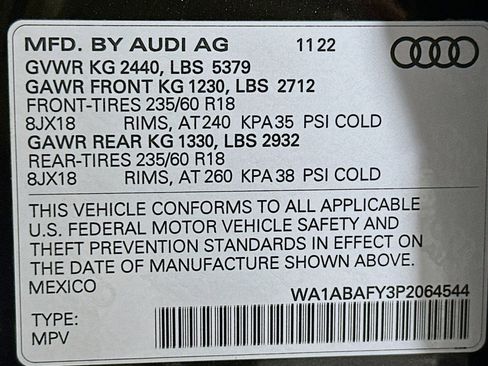 MFD. BY AUDI AG 11 22
GVWR KG 2440, LBS 5379
GAWR FRONT KG 1230, LBS 2712
FRONT-TIRES 235/60 R18
8JX18 RIMS, AT 240 KPA 35 PSI COLD
GAWR REAR KG 1330, LBS 2932
REAR-TIRES 235/60 R18
8JX18 RIMS, AT 260 KPA 38 PSI COLD
THIS VEHICLE CONFORMS TO ALL APPLICABLE
U.S. FEDERAL MOTOR VEHICLE SAFETY AND
THEFT PREVENTION STANDARDS IN EFFECT ON
THE DATE OF MANUFACTURE SHOWN ABOVE.
MEXICO WA1ABAFY3P2064544
TYPE:
MPV